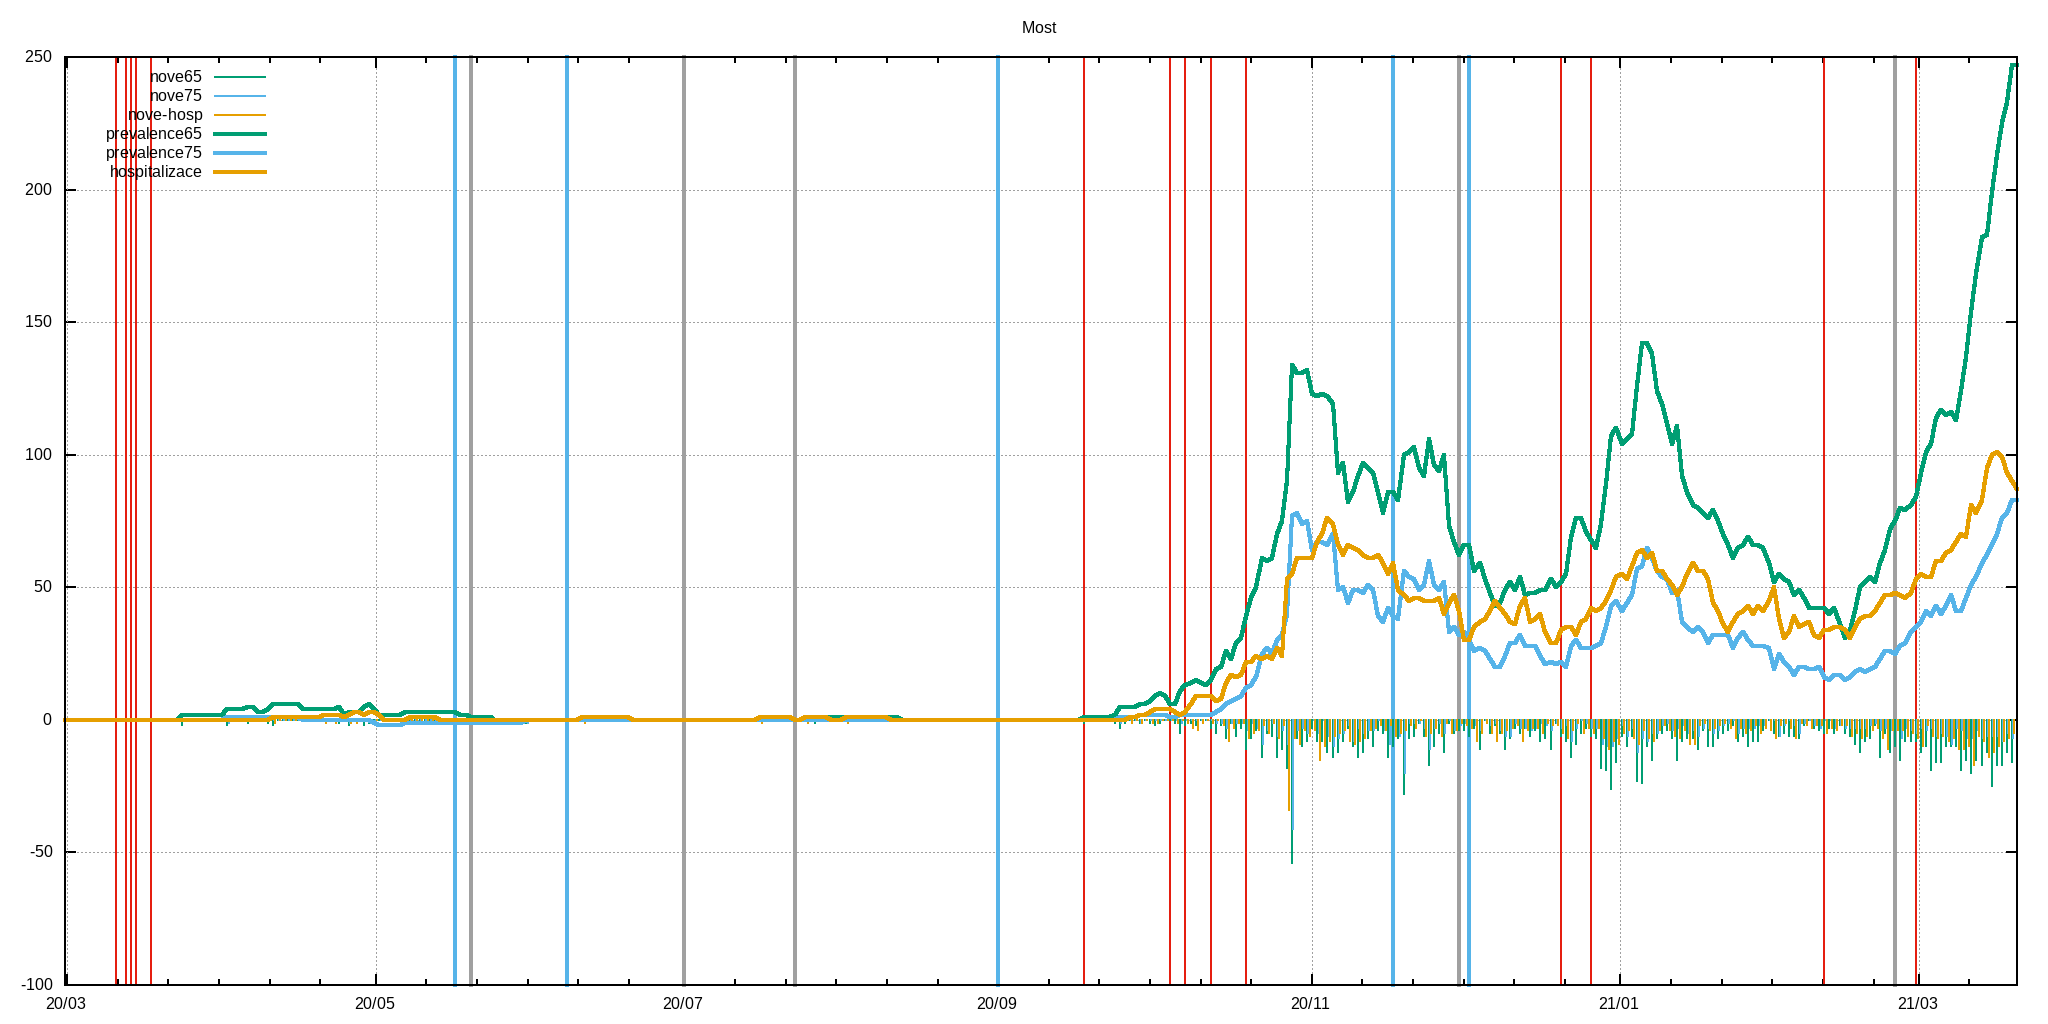 Most
250
nove65
nove75
nove-hosp
prevalence65
prevalence75
hospitalizace
200
150
100
50
0
-50
-100
20/03 20/05 20/07 20/09 20/11 21/01 21/03